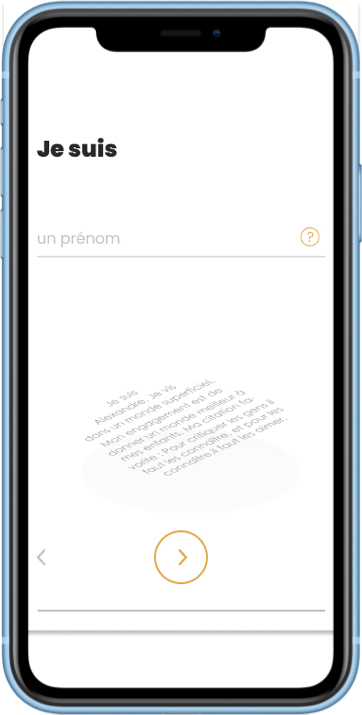 Je suis
un prénom
?
Je suis
Alexandre. Je vis
dans un monde superficiel.
Mon engagement est de
donner un monde meilleur à
mes enfants. Ma citation fa-
vorite : Pour critiquer les gens il
faut les connaître, et pour les
connaître,il faut les aimer.